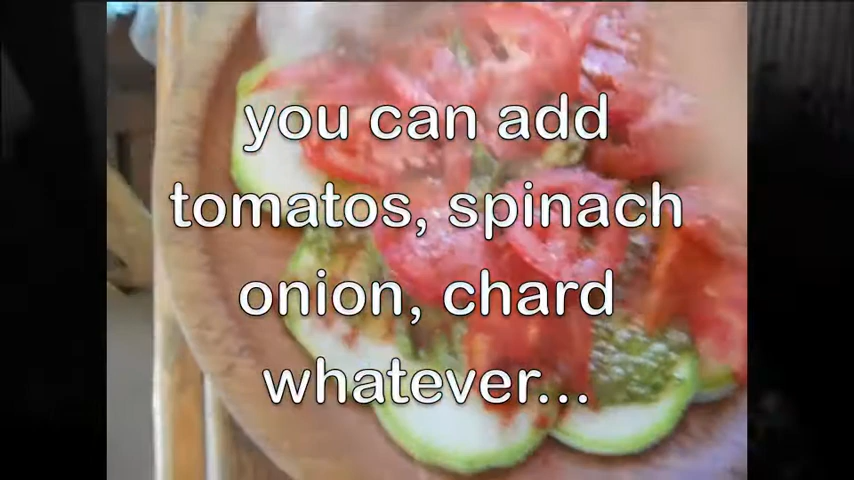 you can add
tomatos, spinach
onion, chard
whatever...